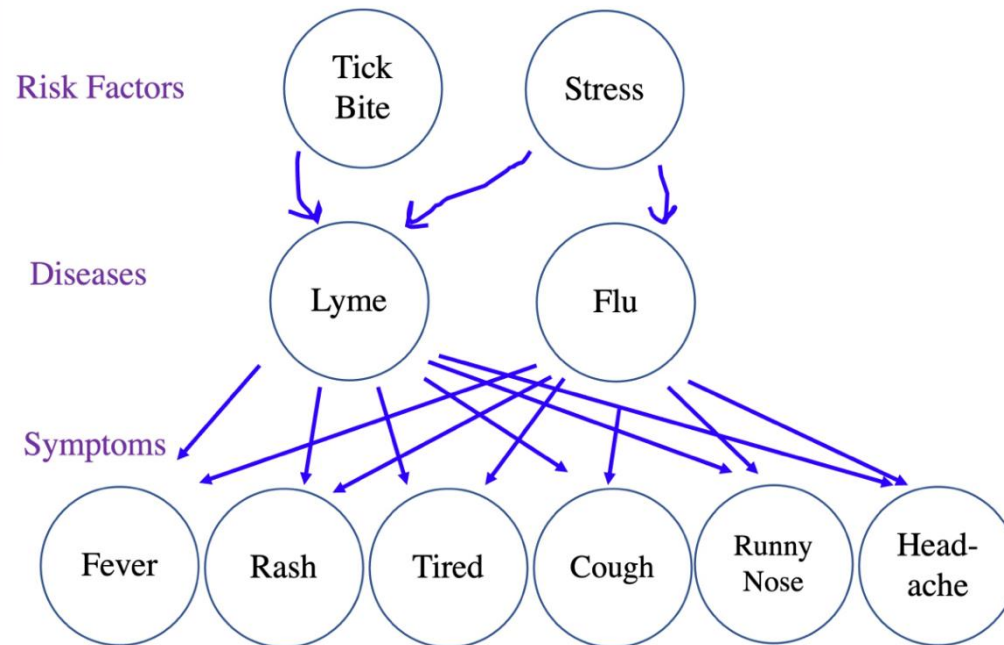 Risk Factors
Tick
Bite
Stress
Diseases
Lyme
Flu
Symptoms
Fever
Rash
Tired
Cough
Runny
Nose
Head-
ache